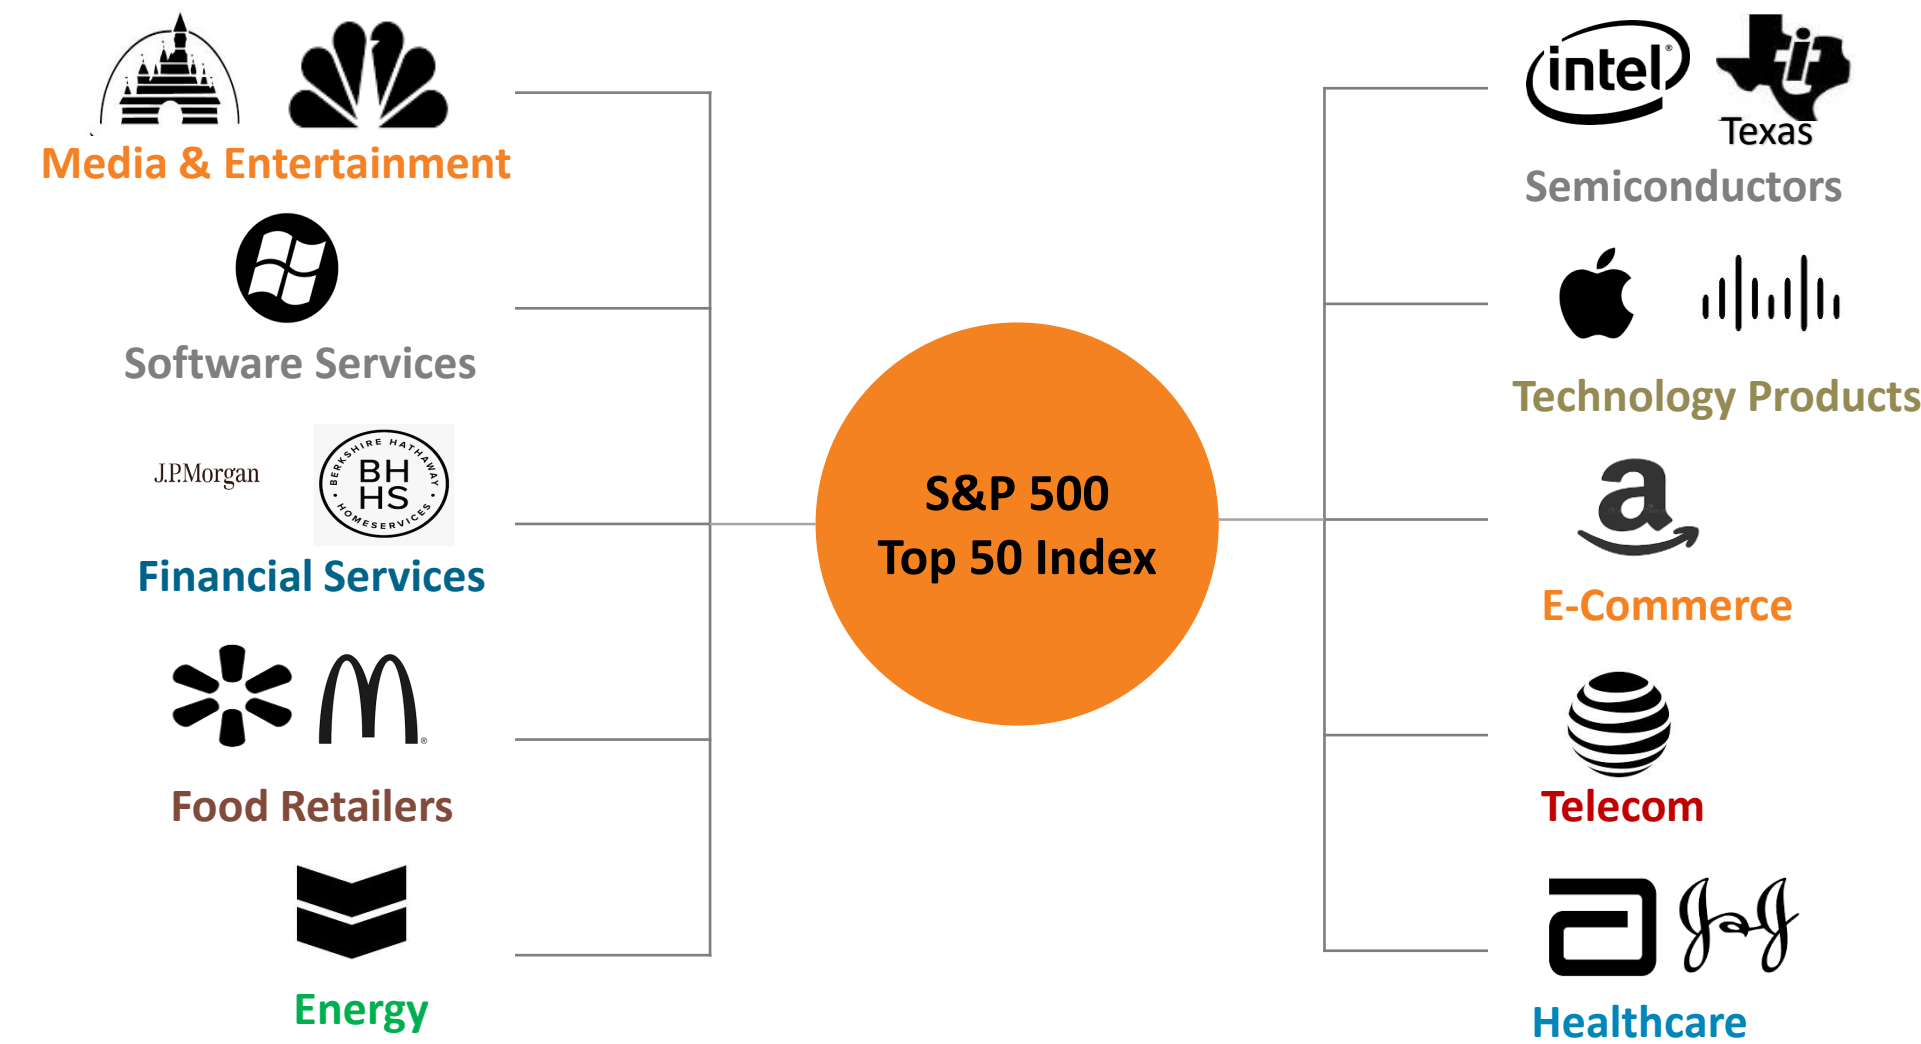 Media & Entertainment
Software Services
J.P.Morgan
BERKSHIRE HATHAWAY
BH
HS
HOMESERVICES
Financial Services
Food Retailers
®
Energy
S&P 500
Top 50 Index
intel®
Texas
Semiconductors
Technology Products
a
E-Commerce
Telecom
a
J&J
Healthcare